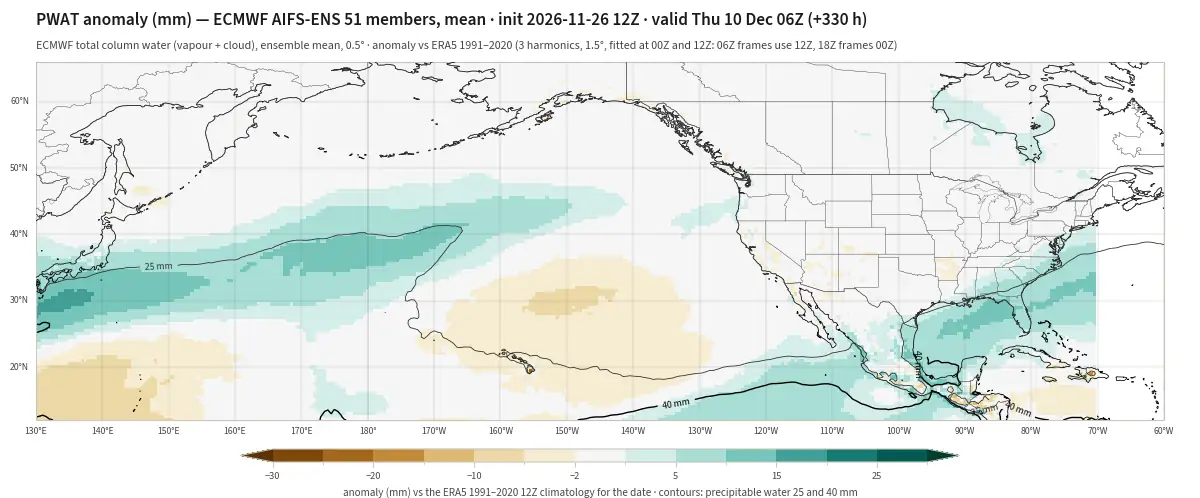 PWAT anomaly (mm) — ECMWF AIFS-ENS 51 members, mean · init 2026-11-26 12Z · valid Thu 10 Dec 06Z (+330 h)
ECMWF total column water (vapour + cloud), ensemble mean, 0.5° · anomaly vs ERA5 1991–2020 (3 harmonics, 1.5°, fitted at 00Z and 12Z: 06Z frames use 12Z, 18Z frames 00Z)
60°N
50°N
40°N
30°N
20°N
25 mm
40 mm
40 mm
130°E 140°E 150°E 160°E 170°E 180° 170°W 160°W 150°W 140°W 130°W 120°W 110°W 100°W 90°W 80°W 70°W 60°W
−30 −20 −10 −2 5 15 25
anomaly (mm) vs the ERA5 1991–2020 12Z climatology for the date · contours: precipitable water 25 and 40 mm